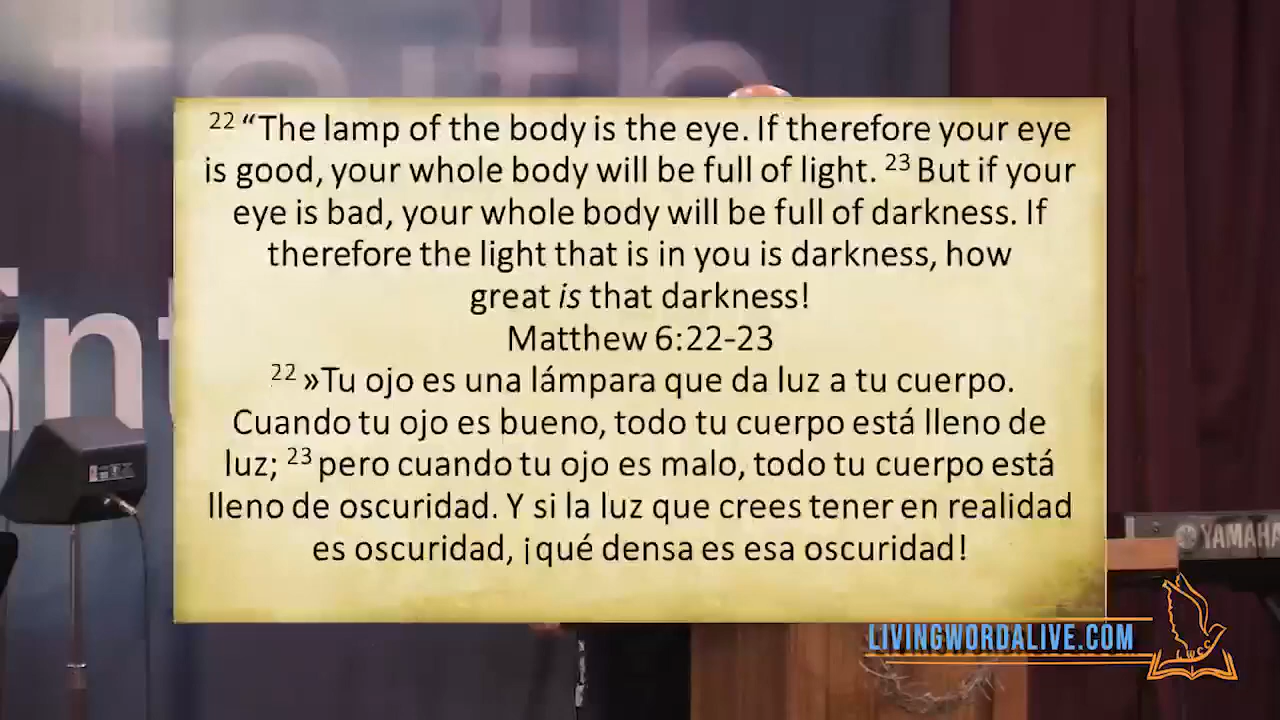 faith
int
22 “The lamp of the body is the eye. If therefore your eye
is good, your whole body will be full of light. 23 But if your
eye is bad, your whole body will be full of darkness. If
therefore the light that is in you is darkness, how
great is that darkness!
Matthew 6:22-23
22 »Tu ojo es una lámpara que da luz a tu cuerpo.
Cuando tu ojo es bueno, todo tu cuerpo está lleno de
luz; 23 pero cuando tu ojo es malo, todo tu cuerpo está
lleno de oscuridad. Y si la luz que crees tener en realidad
es oscuridad, ¡qué densa es esa oscuridad!
YAMAHA
LIVINGWORDALIVE.COM
LWCC